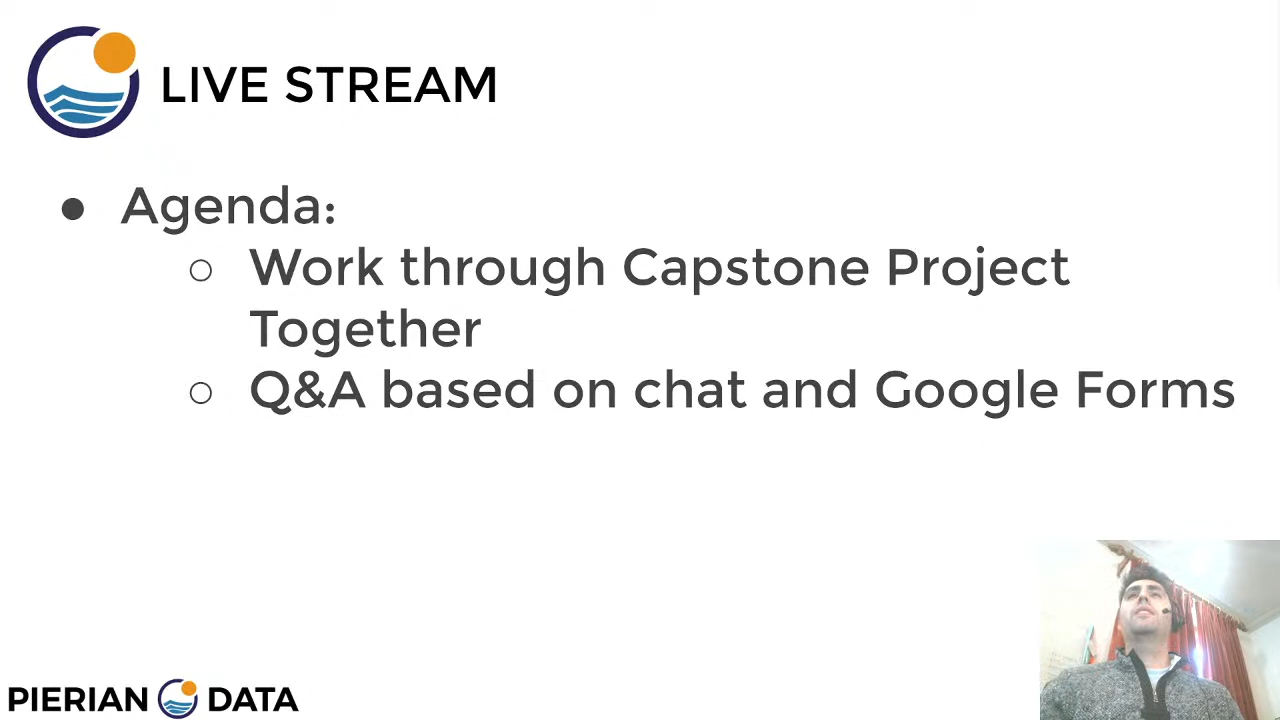 LIVE STREAM
● Agenda:
○ Work through Capstone Project
Together
○ Q&A based on chat and Google Forms
PIERIAN DATA